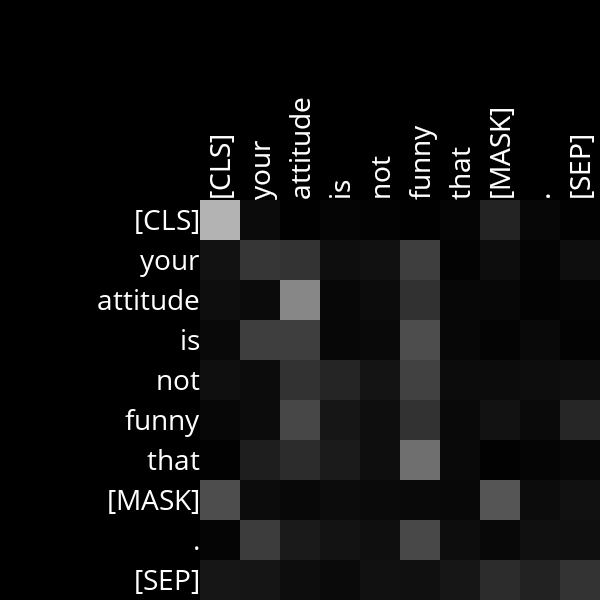 [CLS] your attitude is not funny that [MASK] . [SEP]
[CLS]
your
attitude
is
not
funny
that
[MASK]
.
[SEP]